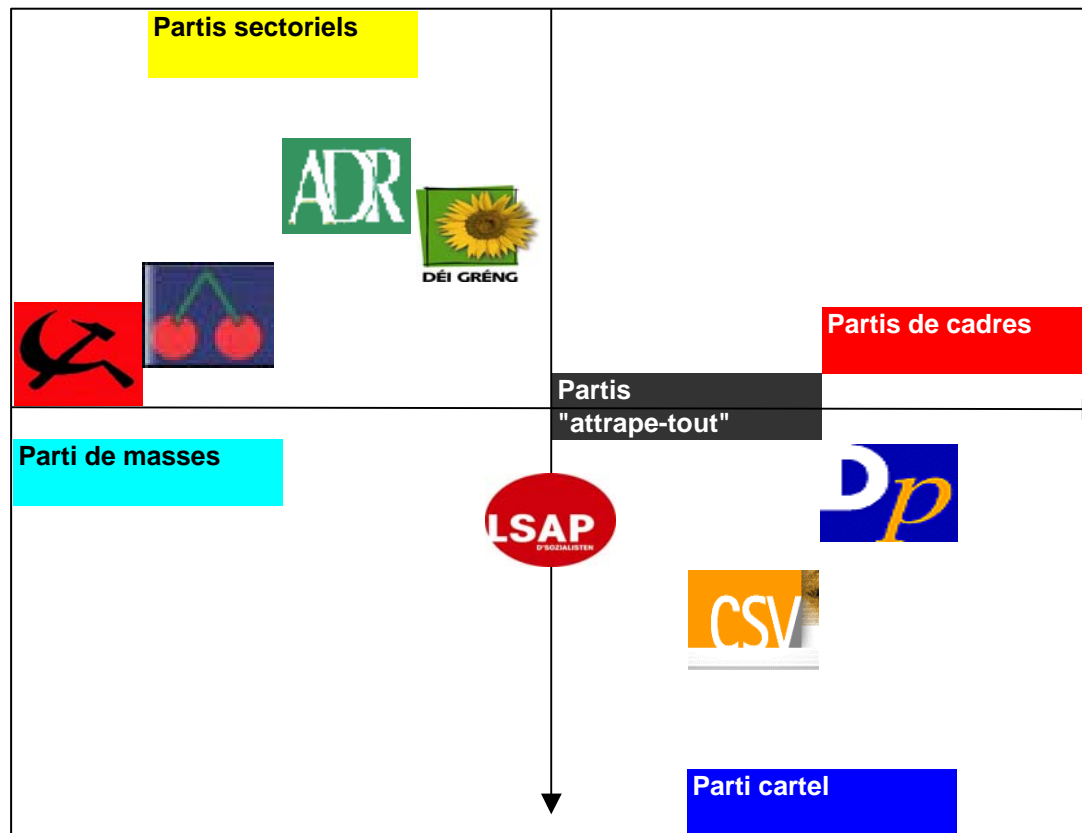 Partis sectoriels
ADR
DÉI GRÉNG
Partis de cadres
Partis
"attrape-tout"
Parti de masses
Dp
LSAP
D'SOZIALISTEN
CSV
Parti cartel